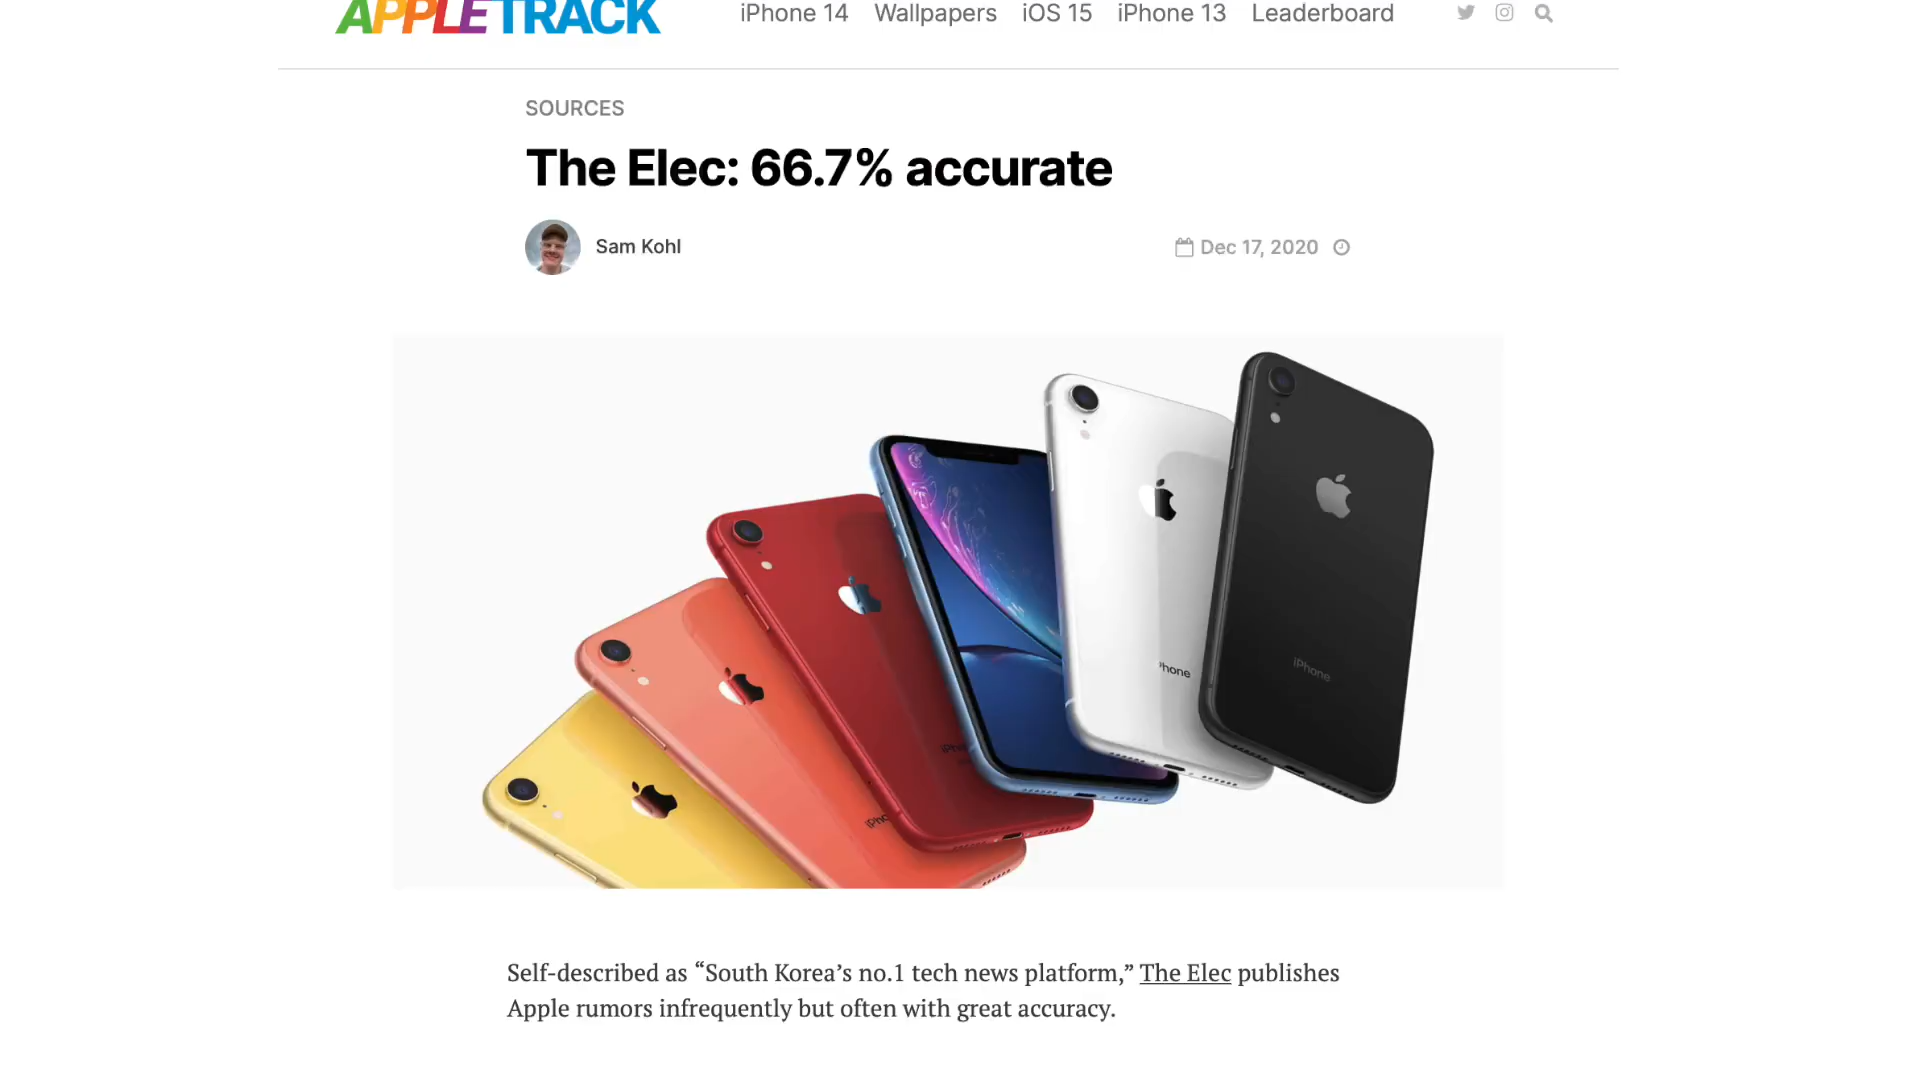 APPLETRACK
iPhone 14 Wallpapers iOS 15 iPhone 13 Leaderboard
SOURCES
The Elec: 66.7% accurate
Sam Kohl
Dec 17, 2020
iPhone
Self-described as “South Korea’s no.1 tech news platform,” The Elec publishes
Apple rumors infrequently but often with great accuracy.